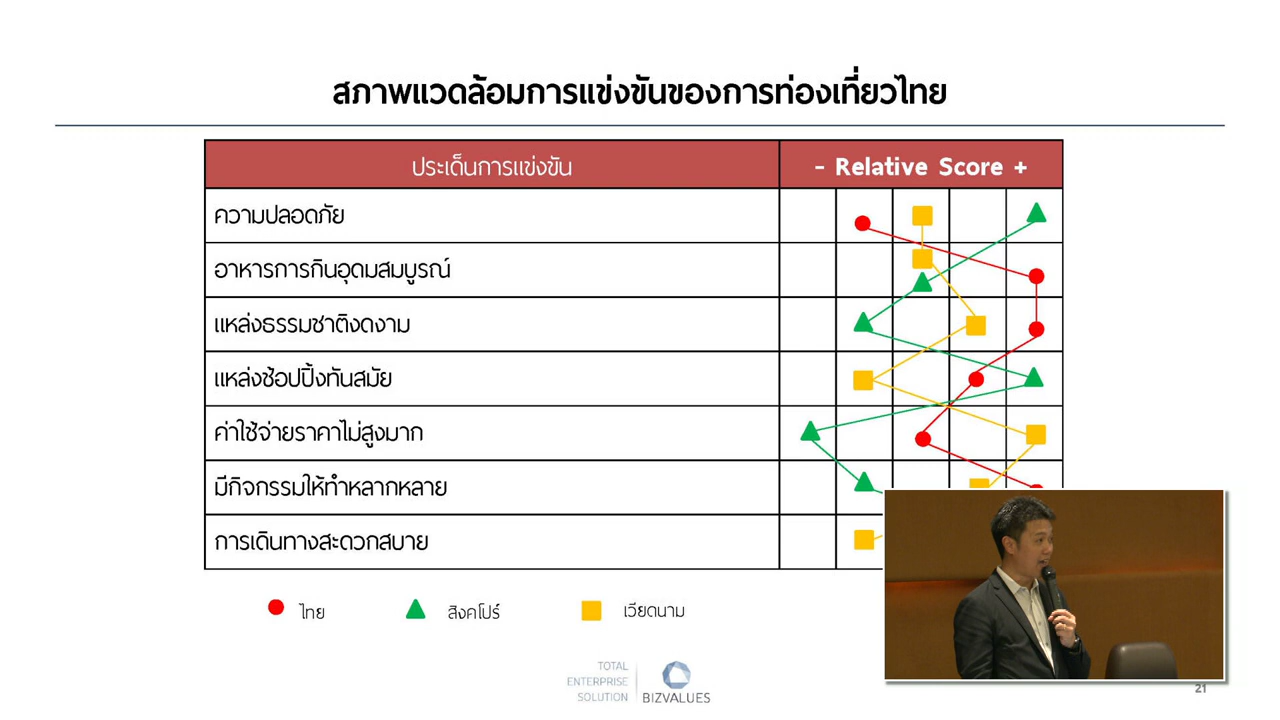 สภาพแวดล้อมการแข่งขันของการท่องเที่ยวไทย
ประเด็นการแข่งขัน
- Relative Score +
ความปลอดภัย
อาหารการกินอุดมสมบูรณ์
แหล่งธรรมชาติงดงาม
แหล่งช้อปปิ้งทันสมัย
ค่าใช้จ่ายราคาไม่สูงมาก
มีกิจกรรมให้ทำหลากหลาย
การเดินทางสะดวกสบาย
ไทย
สิงคโปร์
เวียดนาม
TOTAL
ENTERPRISE
SOLUTION
BIZVALUES
21